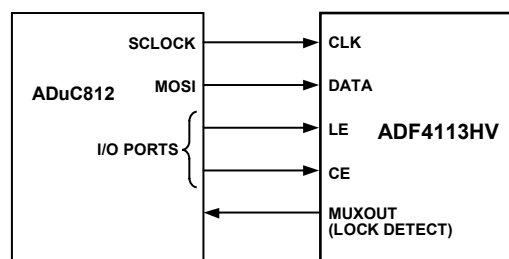 SCLOCK
MOSI
ADuC812
I/O PORTS
CLK
DATA
LE
ADF4113HV
CE
MUXOUT
(LOCK DETECT)